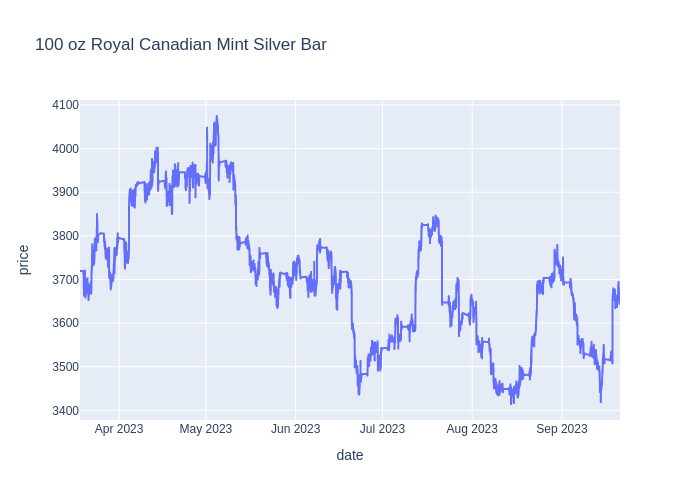 100 oz Royal Canadian Mint Silver Bar
4100
4000
3900
3800
3700
3600
3500
3400
price
Apr 2023
May 2023
Jun 2023
Jul 2023
Aug 2023
Sep 2023
date